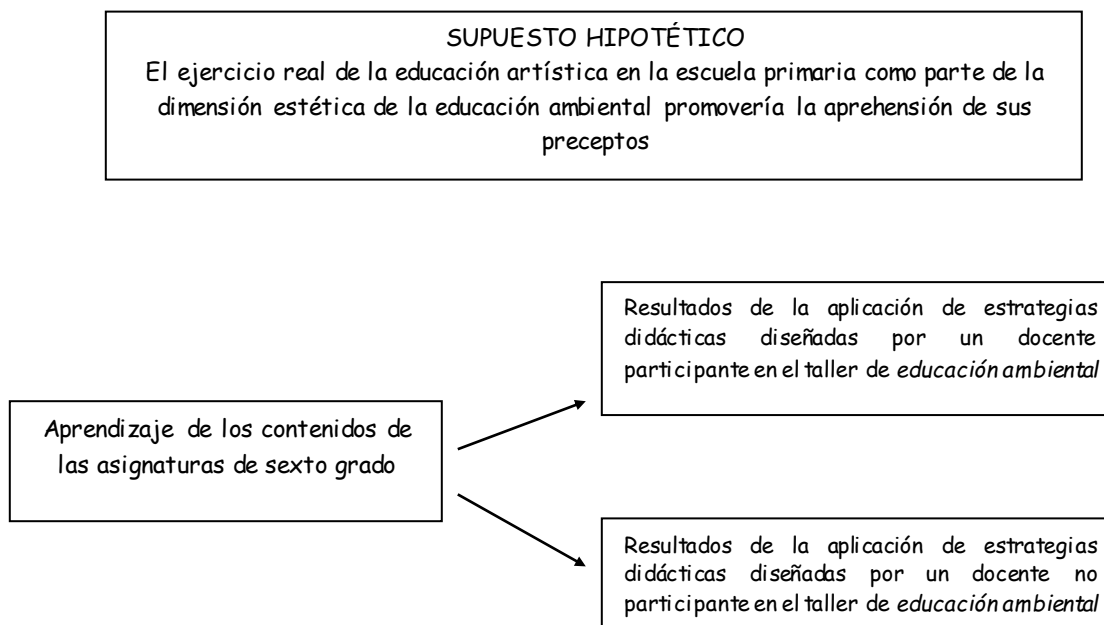 SUPUESTO HIPOTÉTICO
El ejercicio real de la educación artística en la escuela primaria como parte de la
dimensión estética de la educación ambiental promovería la aprehensión de sus
preceptos
Resultados de la aplicación de estrategias
didácticas diseñadas por un docente
participante en el taller de educación ambiental
Aprendizaje de los contenidos de
las asignaturas de sexto grado
Resultados de la aplicación de estrategias
didácticas diseñadas por un docente no
participante en el taller de educación ambiental